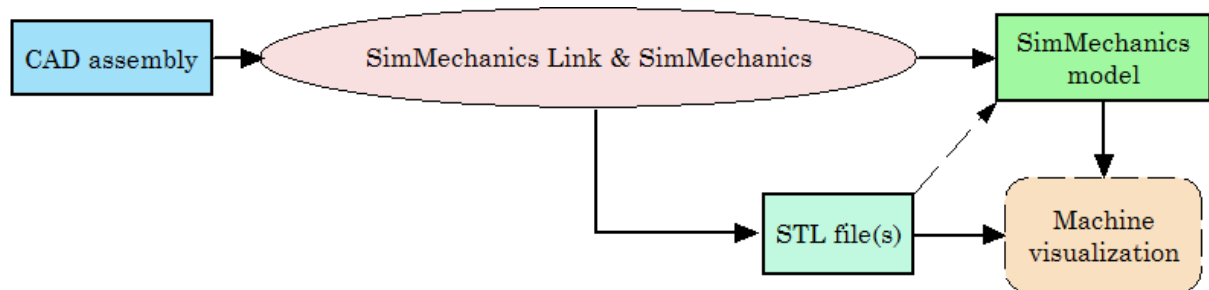 CAD assembly
SimMechanics Link & SimMechanics
SimMechanics
model
STL file(s)
Machine
visualization